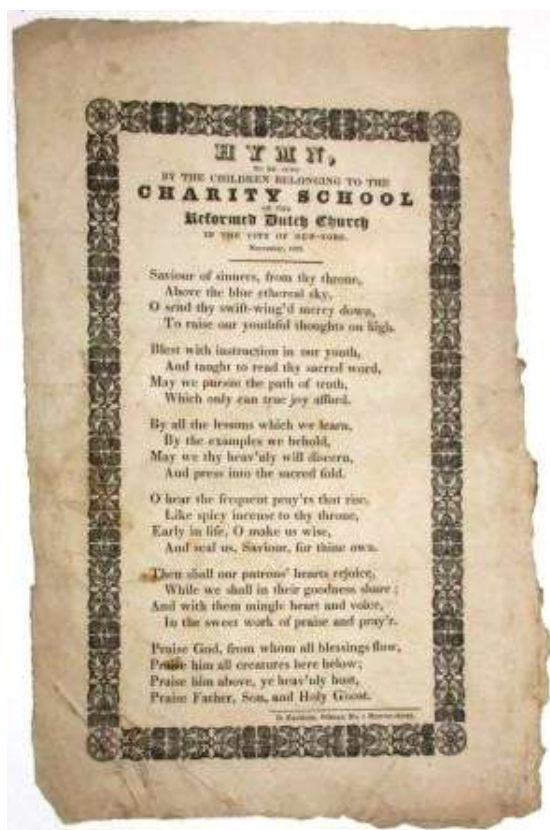 HYMN,
TO BE SUNG
BY THE CHILDREN BELONGING TO THE
CHARITY SCHOOL
OF THE
Reformed Dutch Church
IN THE CITY OF NEW-YORK.
November,
Saviour of sinners, from thy throne,
Above the blue ethereal sky,
O send thy swift-wing'd mercy down,
To raise our youthful thoughts on high.
Blest with instruction in our youth,
And taught to read thy sacred word,
May we pursue the path of truth,
Which only can true joy afford.
By all the lessons which we learn,
By the examples we behold,
May we thy heav'nly will discern,
And press into the sacred fold.
O hear the frequent pray'rs that rise,
Like spicy incense to thy throne,
Early in life, O make us wise,
And seal us, Saviour, for thine own.
Then shall our patrons' hearts rejoice,
While we shall in their goodness share;
And with them mingle heart and voice,
In the sweet work of praise and pray'r.
Praise God, from whom all blessings flow,
Praise him all creatures here below;
Praise him above, ye heav'nly host,
Praise Father, Son, and Holy Ghost.